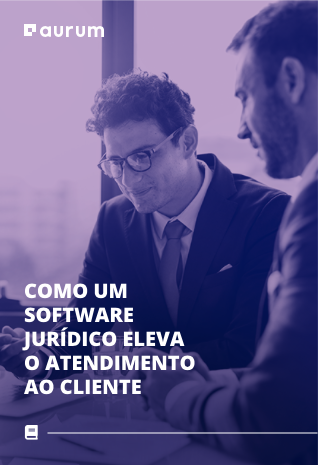 aurum
COMO UM
SOFTWARE
JURÍDICO ELEVA
O ATENDIMENTO
AO CLIENTE